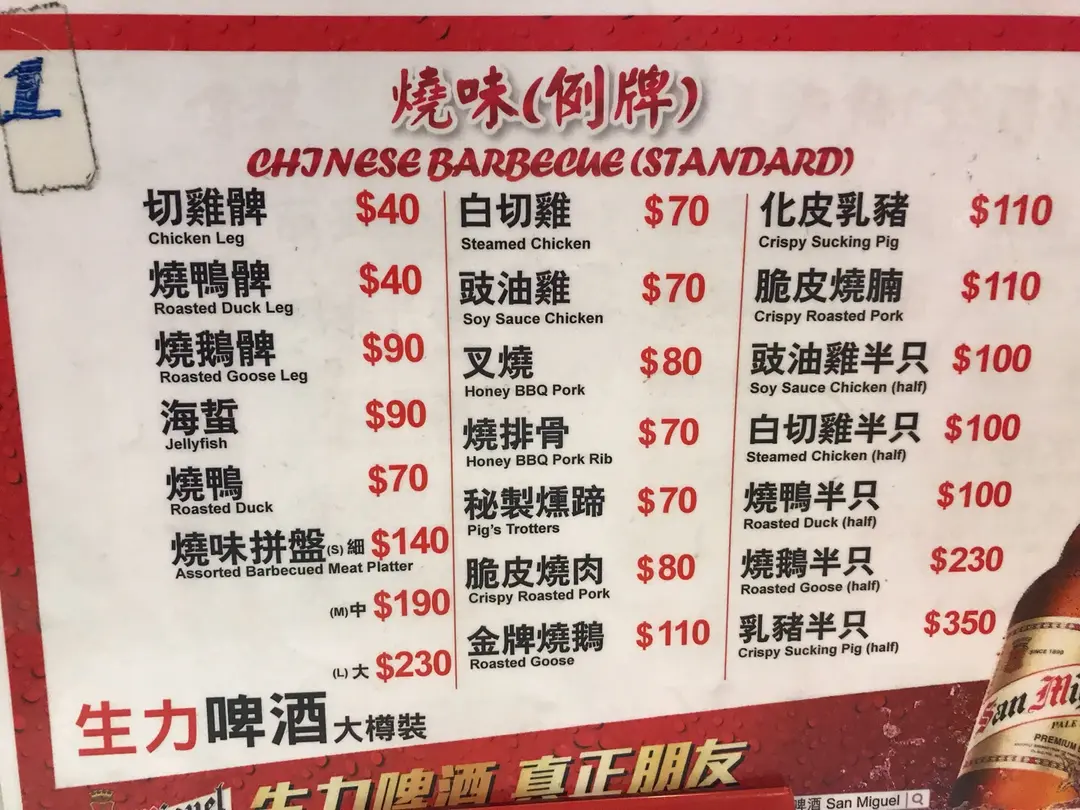 1
燒味(例牌)
CHINESE BARBECUE (STANDARD)
切雞髀 $40
Chicken Leg
燒鴨髀 $40
Roasted Duck Leg
燒鵝髀 $90
Roasted Goose Leg
海蜇 $90
Jellyfish
燒鴨 $70
Roasted Duck
燒味拼盤(S) 細 $140
Assorted Barbecued Meat Platter
(M)中 $190
(L)大 $230
白切雞 $70
Steamed Chicken
豉油雞 $70
Soy Sauce Chicken
叉燒 $80
Honey BBQ Pork
燒排骨 $70
Honey BBQ Pork Rib
秘製燻蹄 $70
Pig's Trotters
脆皮燒肉 $80
Crispy Roasted Pork
金牌燒鵝 $110
Roasted Goose
化皮乳豬 $110
Crispy Sucking Pig
脆皮燒腩 $110
Crispy Roasted Pork
豉油雞半只 $100
Soy Sauce Chicken (half)
白切雞半只 $100
Steamed Chicken (half)
燒鴨半只 $100
Roasted Duck (half)
燒鵝半只 $230
Roasted Goose (half)
乳豬半只 $350
Crispy Sucking Pig (half)
生力啤酒 大樽裝
生力啤酒 真正朋友
SINCE 1890
San Mig
PALE
PREMIUM
啤酒 San Miguel